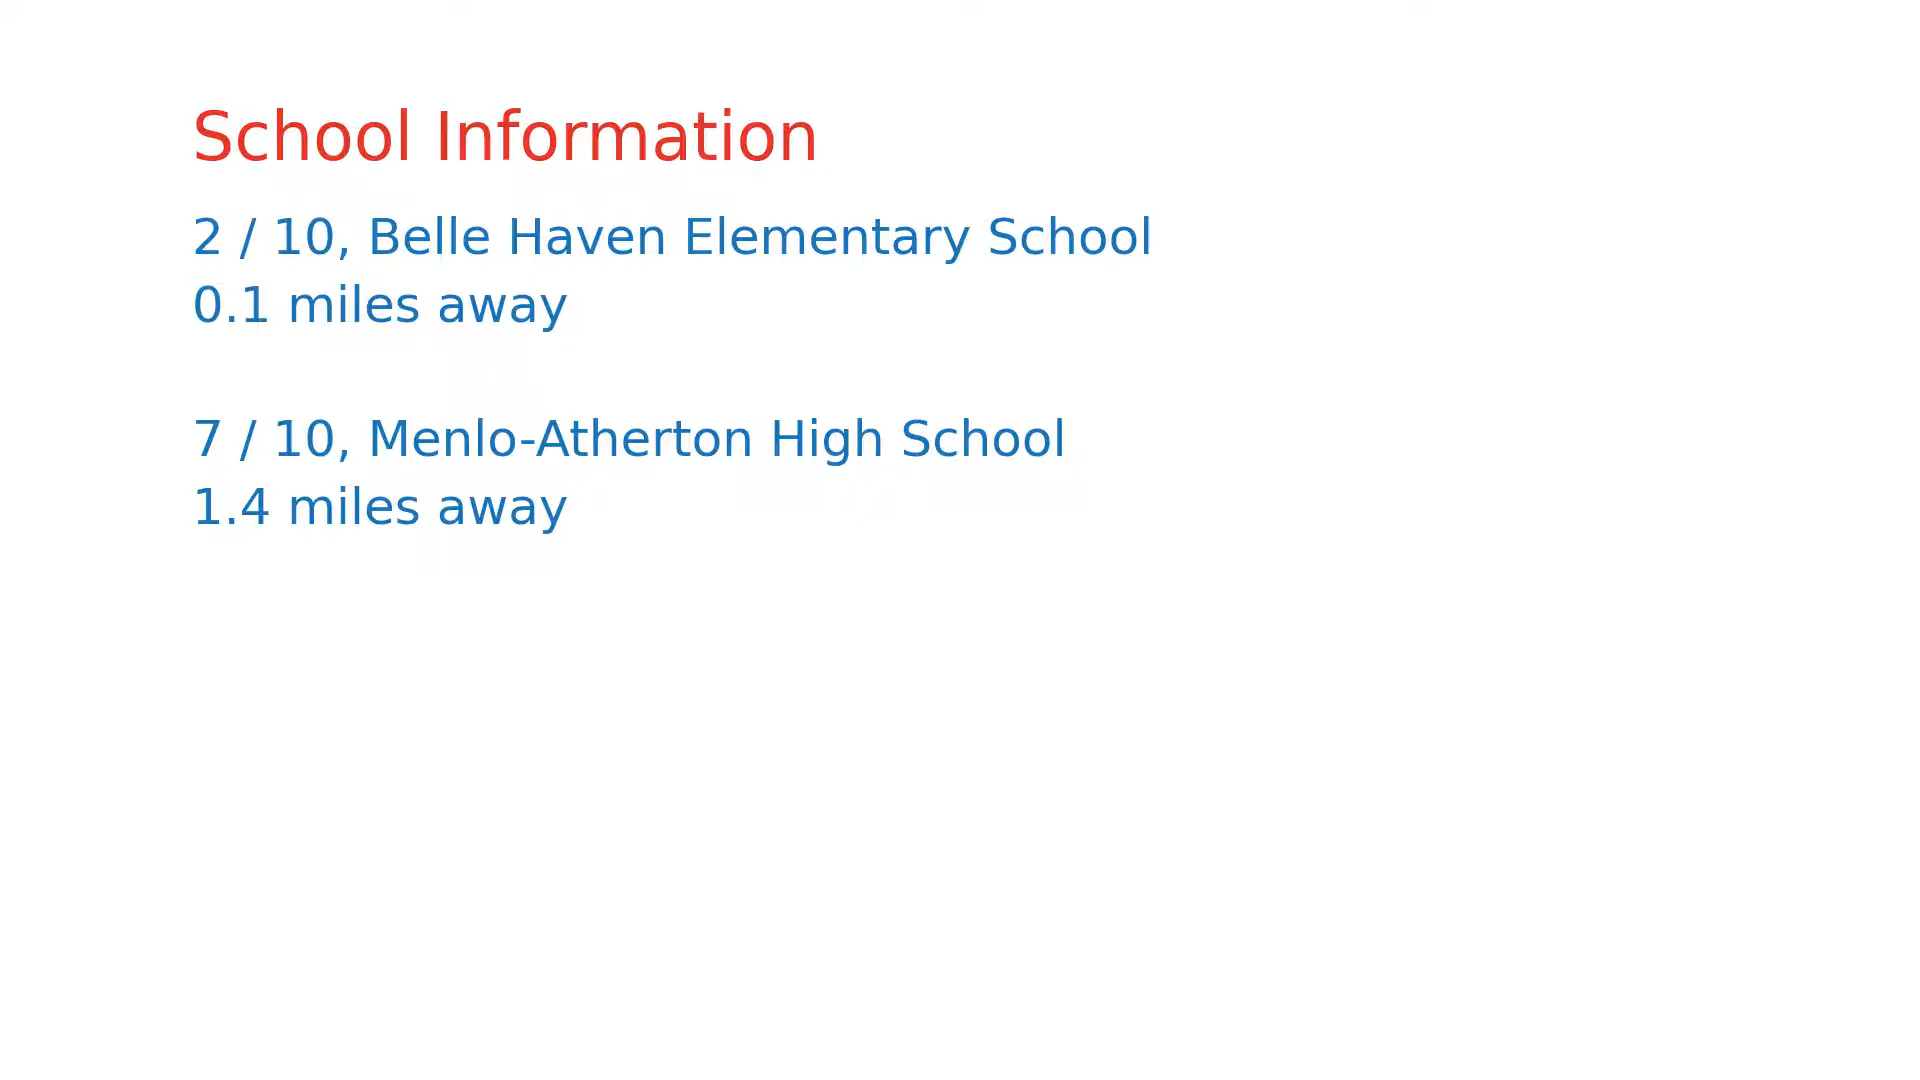 School Information
2 / 10, Belle Haven Elementary School
0.1 miles away
7 / 10, Menlo-Atherton High School
1.4 miles away